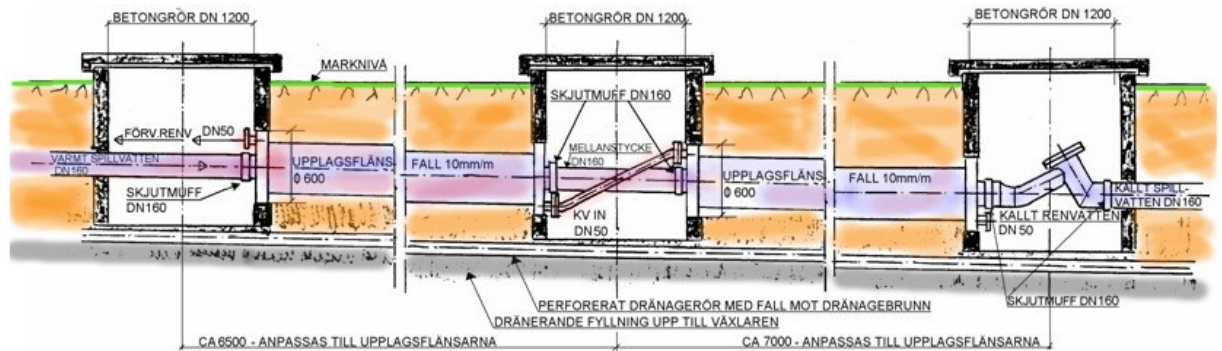 BETONGRÖR DN 1200
BETONGRÖR DN 1200
BETONGRÖR DN 1200
MARKNIVÅ
SKJUTMUFF DN160
FÖRV.RENV
DN50
VARMT SPILLVATTEN
DN160
SKJUTMUFF
DN160
UPPLAGSFLÄNS
Φ 600
FALL 10mm/m
MELLANSTYCKE
DN160
KV IN
DN 50
UPPLAGSFLÄNS
Φ 600
FALL 10mm/m
KALLT SPILL-
VATTEN DN160
KALLT RENVATTEN
DN 50
SKJUTMUFF DN160
PERFORERAT DRÄNAGERÖR MED FALL MOT DRÄNAGEBRUNN
DRÄNERANDE FYLLNING UPP TILL VÄXLAREN
CA 6500 - ANPASSAS TILL UPPLAGSFLÄNSARNA
CA 7000 - ANPASSAS TILL UPPLAGSFLÄNSARNA